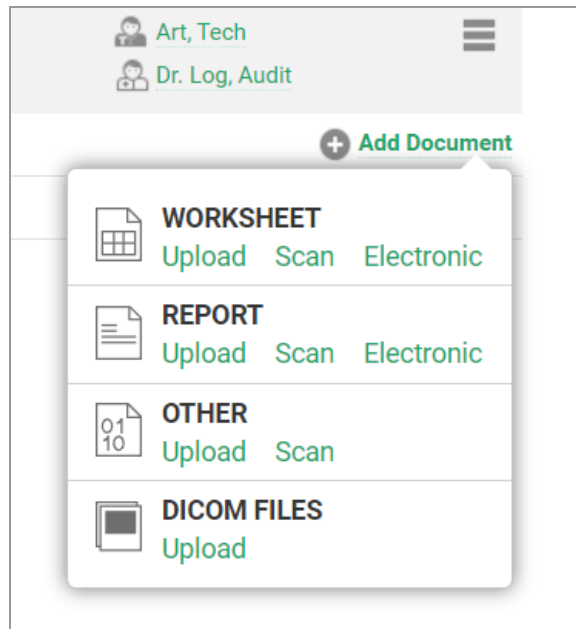 Art, Tech
Dr. Log, Audit
Add Document
WORKSHEET
Upload Scan Electronic
REPORT
Upload Scan Electronic
01
10
OTHER
Upload Scan
DICOM FILES
Upload